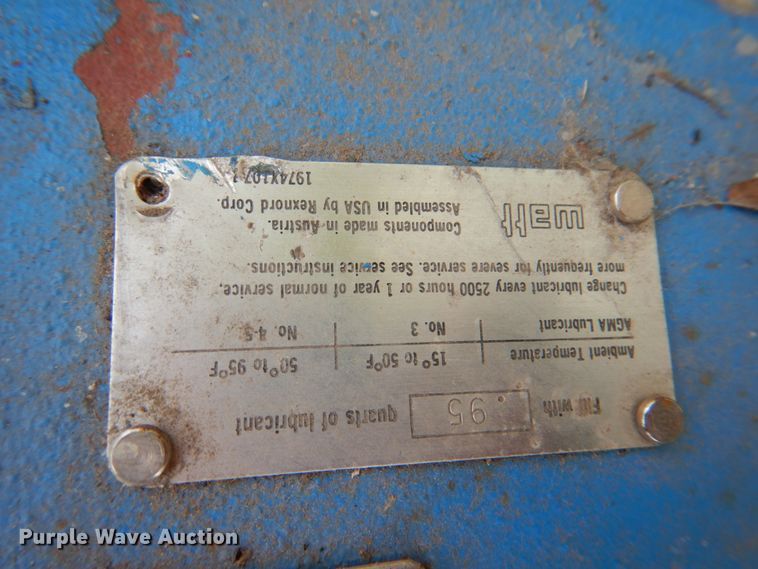 Fill with .95 quarts of lubricant
Ambient Temperature 15° to 50°F 50° to 95°F
AGMA Lubricant No. 3 No. 4-5
Change lubricant every 2500 hours or 1 year of normal service,
more frequently for severe service. See service instructions.
watt
Components made in Austria.
Assembled in USA by Rexnord Corp.
1974X107
Purple Wave Auction